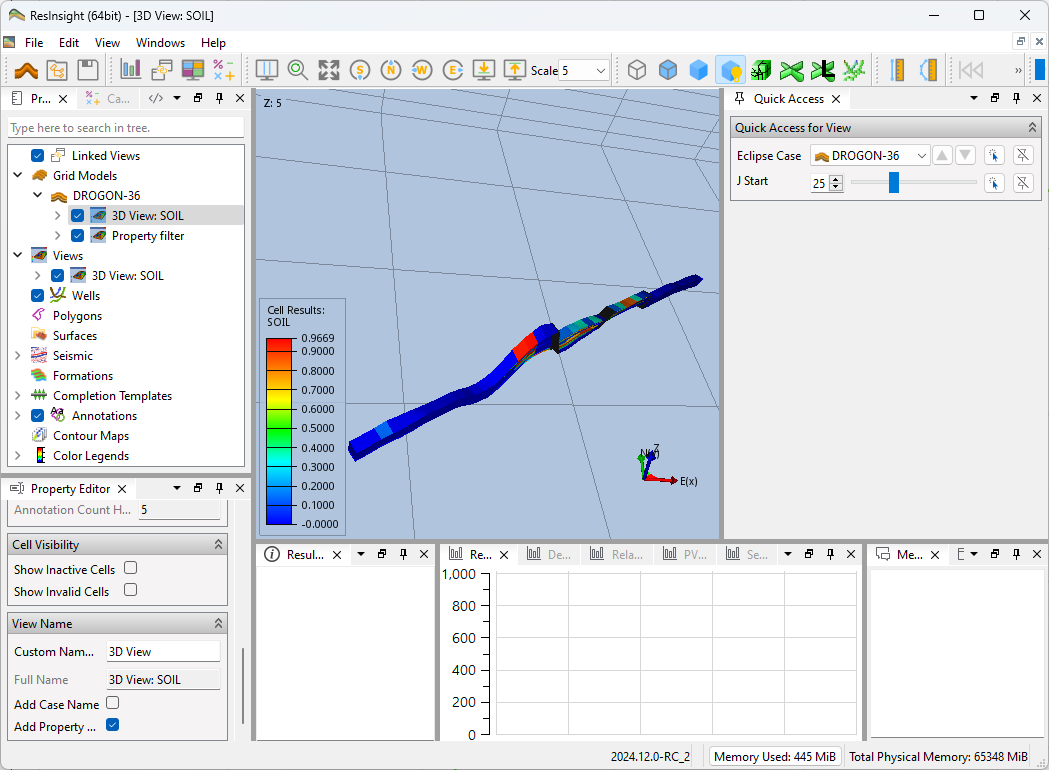 ResInsight (64bit) - [3D View: SOIL]
File Edit View Windows Help
Scale 5
Pr...
Ca...
Type here to search in tree.
Linked Views
Grid Models
DROGON-36
3D View: SOIL
Property filter
Views
3D View: SOIL
Wells
Polygons
Surfaces
Seismic
Formations
Completion Templates
Annotations
Contour Maps
Color Legends
Property Editor
Annotation Count H... 5
Cell Visibility
Show Inactive Cells
Show Invalid Cells
View Name
Custom Nam... 3D View
Full Name 3D View: SOIL
Add Case Name
Add Property ...
Z: 5
Cell Results:
SOIL
0.9669
0.9000
0.8000
0.7000
0.6000
0.5000
0.4000
0.3000
0.2000
0.1000
-0.0000
Z
E(x)
Quick Access
Quick Access for View
Eclipse Case DROGON-36
J Start 25
Resul...
Re...
De...
Rela...
PV...
Se...
1,000
800
600
400
200
0
Me...
E
2024.12.0-RC_2 Memory Used: 445 MiB Total Physical Memory: 65348 MiB